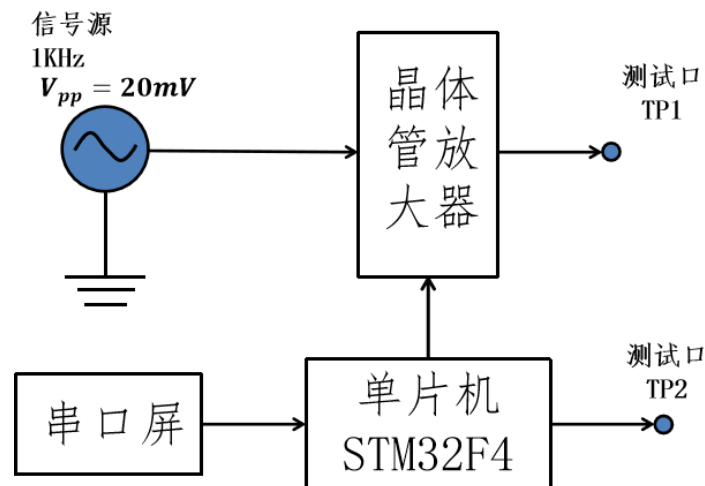 信号源
1KHz
Vpp = 20mV
晶体
管放
大器
测试口
TP1
串口屏
单片机
STM32F4
测试口
TP2